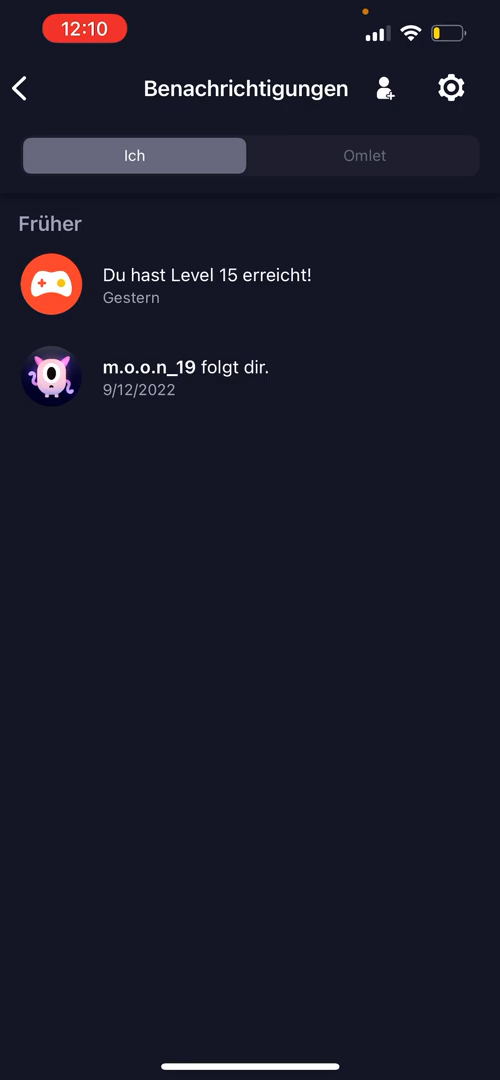 12:10
Benachrichtigungen
Ich
Omlet
Früher
Du hast Level 15 erreicht!
Gestern
m.o.o.n_19 folgt dir.
9/12/2022